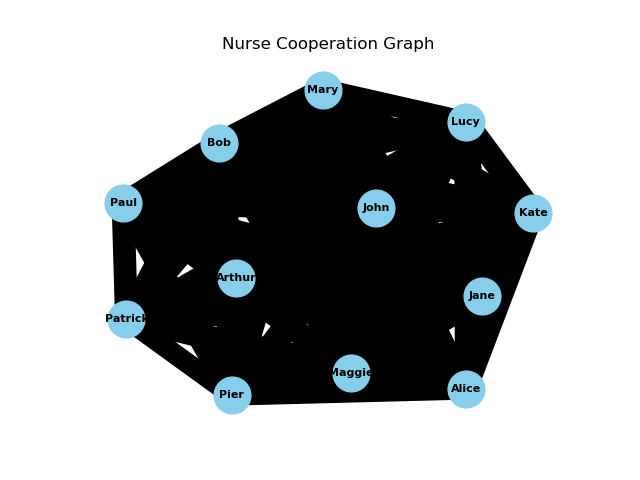 Nurse Cooperation Graph
Mary
Lucy
Bob
Paul
John
Kate
Arthur
Jane
Patrick
Maggie
Alice
Pier